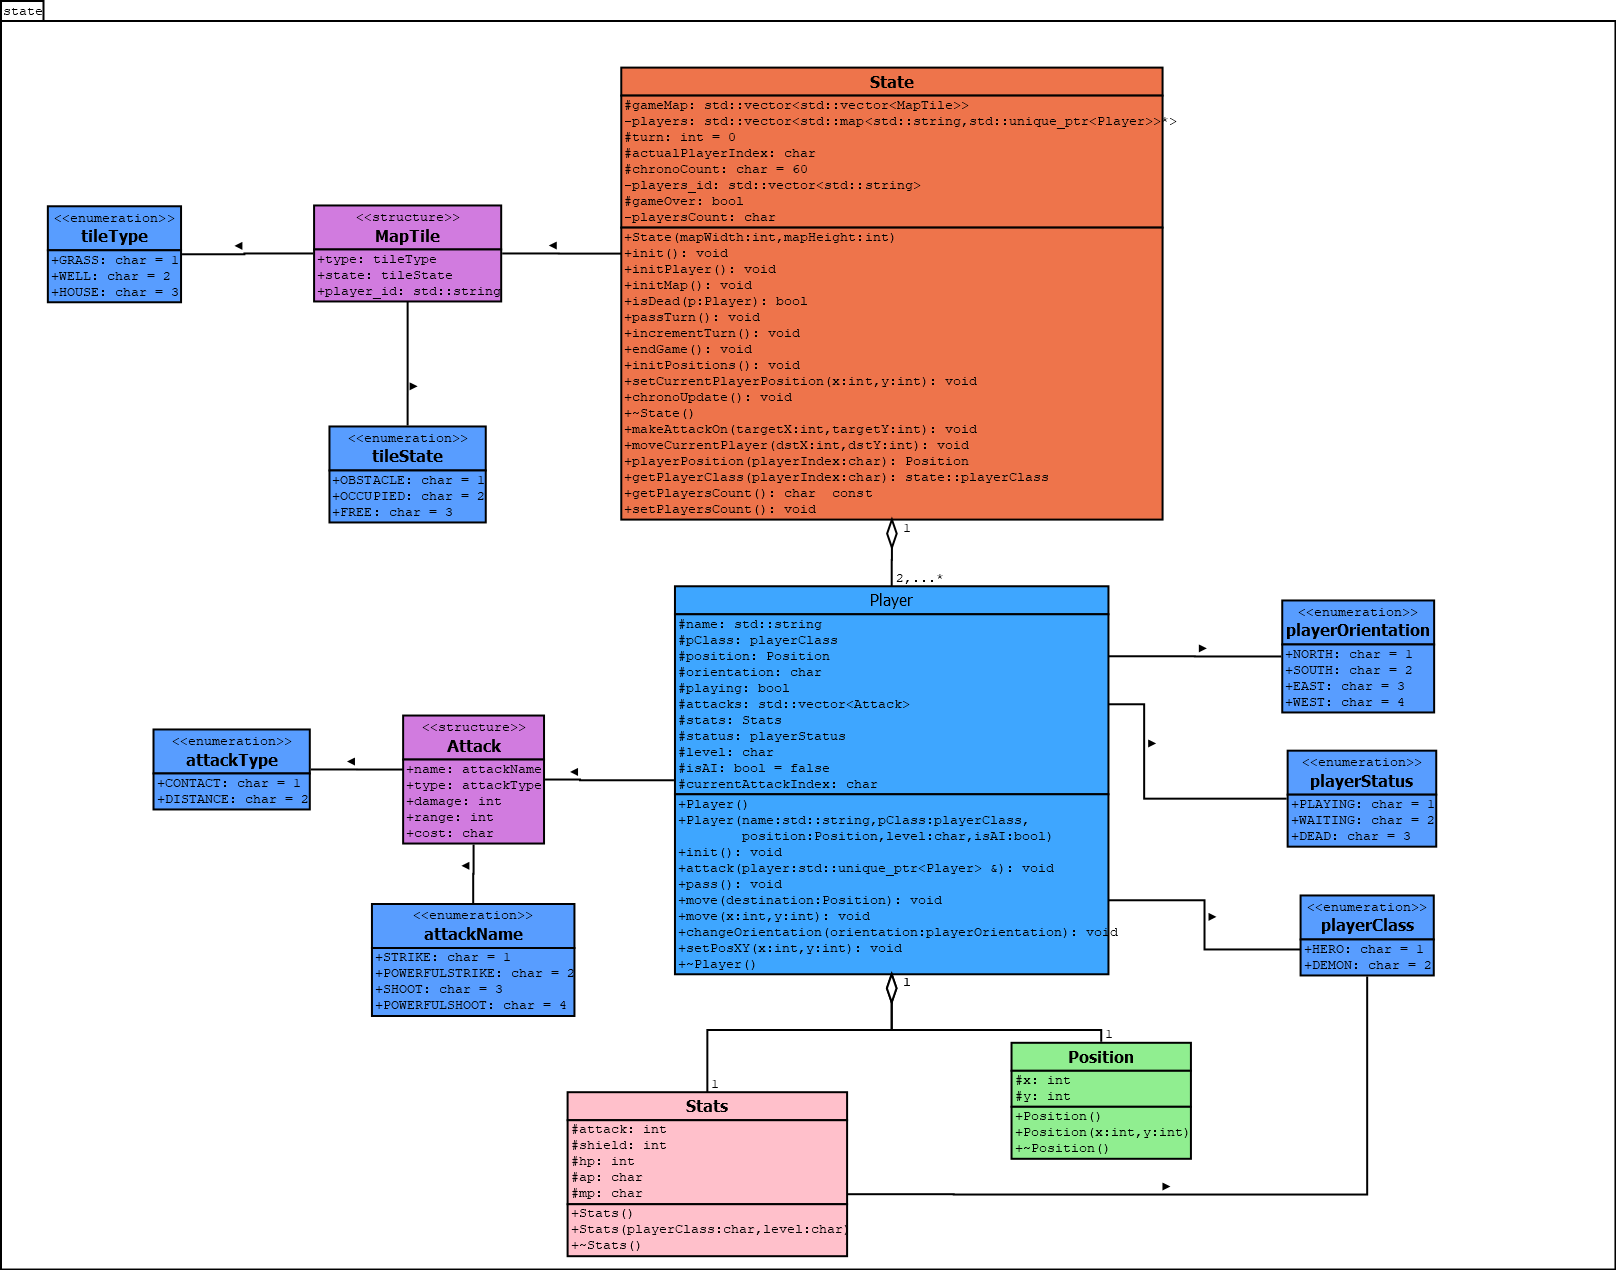 state
State
#gameMap: std::vector<std::vector<MapTile>>
-players: std::vector<std::map<std::string,std::unique_ptr<Player>>*>
#turn: int = 0
#actualPlayerIndex: char
#chronoCount: char = 60
-players_id: std::vector<std::string>
#gameOver: bool
-playersCount: char
+State(mapWidth:int,mapHeight:int)
+init(): void
+initPlayer(): void
+initMap(): void
+isDead(p:Player): bool
+passTurn(): void
+incrementTurn(): void
+endGame(): void
+initPositions(): void
+setCurrentPlayerPosition(x:int,y:int): void
+chronoUpdate(): void
+~State()
+makeAttackOn(targetX:int,targetY:int): void
+moveCurrentPlayer(dstX:int,dstY:int): void
+playerPosition(playerIndex:char): Position
+getPlayerClass(playerIndex:char): state::playerClass
+getPlayersCount(): char  const
+setPlayersCount(): void
<<enumeration>>
tileType
+GRASS: char = 1
+WELL: char = 2
+HOUSE: char = 3
<<structure>>
MapTile
+type: tileType
+state: tileState
+player_id: std::string
<<enumeration>>
tileState
+OBSTACLE: char = 1
+OCCUPIED: char = 2
+FREE: char = 3
1
2,...*
Player
#name: std::string
#pClass: playerClass
#position: Position
#orientation: char
#playing: bool
#attacks: std::vector<Attack>
#stats: Stats
#status: playerStatus
#level: char
#isAI: bool = false
#currentAttackIndex: char
+Player()
+Player(name:std::string,pClass:playerClass,
position:Position,level:char,isAI:bool)
+init(): void
+attack(player:std::unique_ptr<Player> &): void
+pass(): void
+move(destination:Position): void
+move(x:int,y:int): void
+changeOrientation(orientation:playerOrientation): void
+setPosXY(x:int,y:int): void
+~Player()
<<enumeration>>
playerOrientation
+NORTH: char = 1
+SOUTH: char = 2
+EAST: char = 3
+WEST: char = 4
<<enumeration>>
attackType
+CONTACT: char = 1
+DISTANCE: char = 2
<<structure>>
Attack
+name: attackName
+type: attackType
+damage: int
+range: int
+cost: char
<<enumeration>>
playerStatus
+PLAYING: char = 1
+WAITING: char = 2
+DEAD: char = 3
<<enumeration>>
attackName
+STRIKE: char = 1
+POWERFULSTRIKE: char = 2
+SHOOT: char = 3
+POWERFULSHOOT: char = 4
<<enumeration>>
playerClass
+HERO: char = 1
+DEMON: char = 2
1
1
1
Position
#x: int
#y: int
+Position()
+Position(x:int,y:int)
+~Position()
Stats
#attack: int
#shield: int
#hp: int
#ap: char
#mp: char
+Stats()
+Stats(playerClass:char,level:char)
+~Stats()